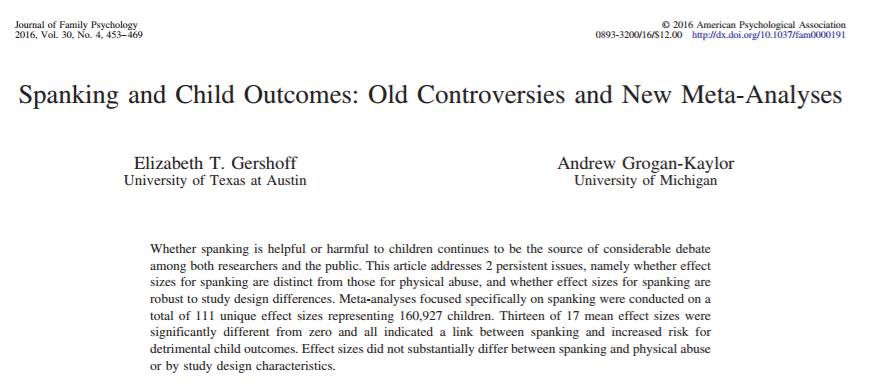 Journal of Family Psychology
2016, Vol. 30, No. 4, 453–469
© 2016 American Psychological Association
0893-3200/16/$12.00 http://dx.doi.org/10.1037/fam0000191
Spanking and Child Outcomes: Old Controversies and New Meta-Analyses
Elizabeth T. Gershoff
University of Texas at Austin
Andrew Grogan-Kaylor
University of Michigan
Whether spanking is helpful or harmful to children continues to be the source of considerable debate
among both researchers and the public. This article addresses 2 persistent issues, namely whether effect
sizes for spanking are distinct from those for physical abuse, and whether effect sizes for spanking are
robust to study design differences. Meta-analyses focused specifically on spanking were conducted on a
total of 111 unique effect sizes representing 160,927 children. Thirteen of 17 mean effect sizes were
significantly different from zero and all indicated a link between spanking and increased risk for
detrimental child outcomes. Effect sizes did not substantially differ between spanking and physical abuse
or by study design characteristics.